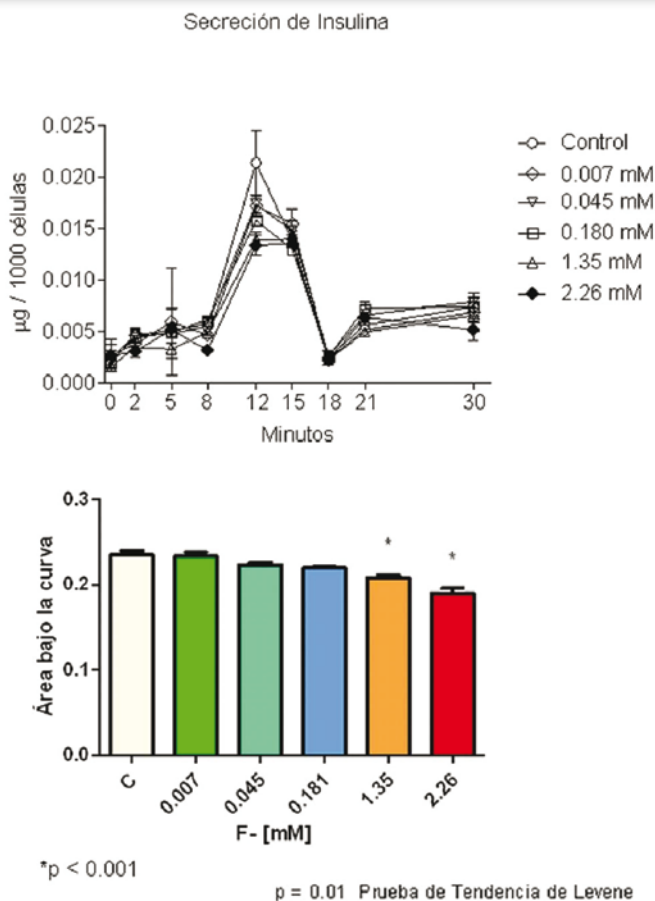 Secreción de Insulina
µg / 1000 células
0.025
0.020
0.015
0.010
0.005
0.000
0 2 5 8 12 15 18 21 30
Minutos
Control
0.007 mM
0.045 mM
0.180 mM
1.35 mM
2.26 mM
Área bajo la curva
0.3
0.2
0.1
0.0
* *
C 0.007 0.045 0.181 1.35 2.26
F- [mM]
*p < 0.001
p = 0.01 Prueba de Tendencia de Levene